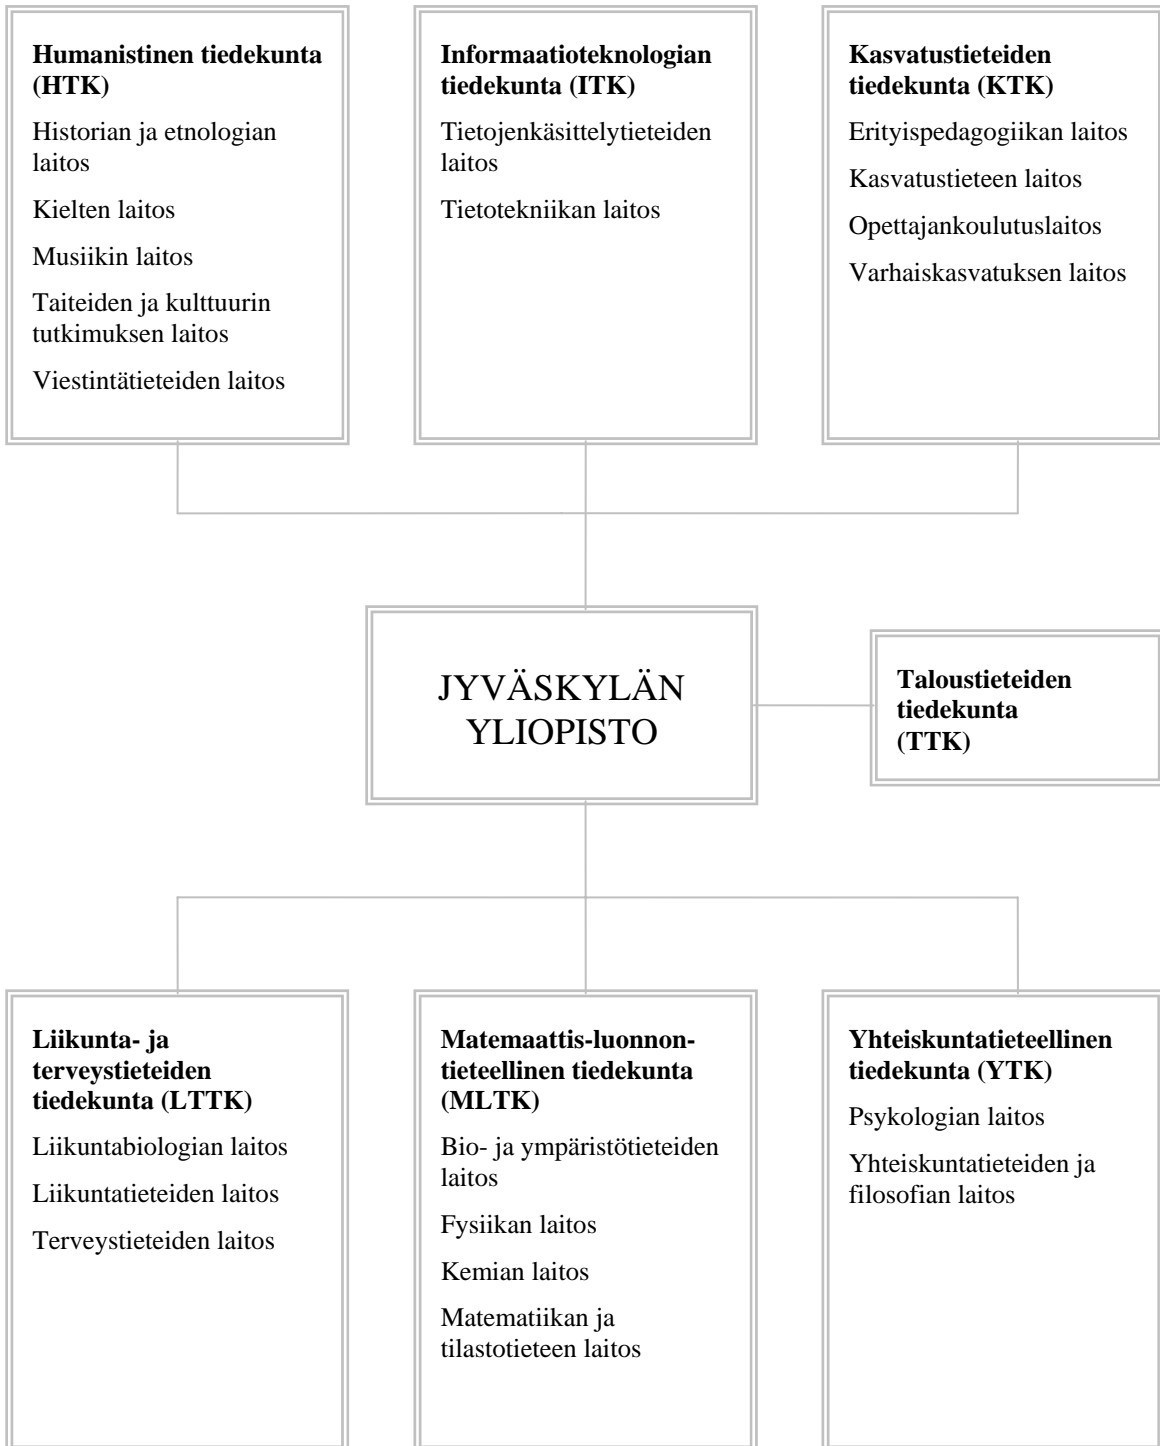 Humanistinen tiedekunta
(HTK)
Historian ja etnologian
laitos
Kielten laitos
Musiikin laitos
Taiteiden ja kulttuurin
tutkimuksen laitos
Viestintätieteiden laitos
Informaatioteknologian
tiedekunta (ITK)
Tietojenkäsittelytieteiden
laitos
Tietotekniikan laitos
Kasvatustieteiden
tiedekunta (KTK)
Erityispedagogiikan laitos
Kasvatustieteen laitos
Opettajankoulutuslaitos
Varhaiskasvatuksen laitos
JYVÄSKYLÄN
YLIOPISTO
Taloustieteiden
tiedekunta
(TTK)
Liikunta- ja
terveystieteiden
tiedekunta (LTTK)
Liikuntabiologian laitos
Liikuntatieteiden laitos
Terveystieteiden laitos
Matemaattis-luonnon-
tieteellinen tiedekunta
(MLTK)
Bio- ja ympäristötieteiden
laitos
Fysiikan laitos
Kemian laitos
Matematiikan ja
tilastotieteen laitos
Yhteiskuntatieteellinen
tiedekunta (YTK)
Psykologian laitos
Yhteiskuntatieteiden ja
filosofian laitos